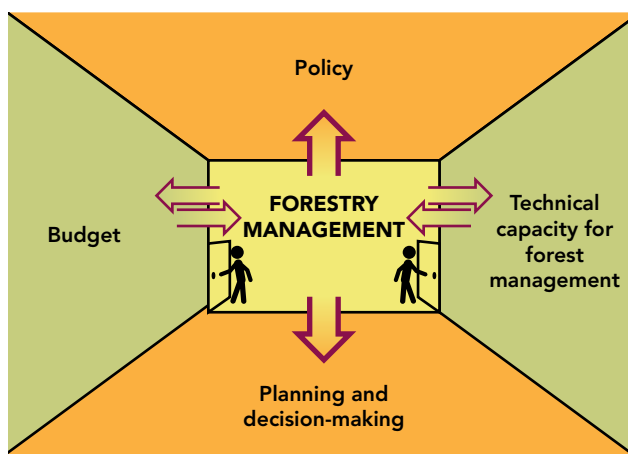 Policy
FORESTRY
MANAGEMENT
Budget
Technical
capacity for
forest
management
Planning and
decision-making